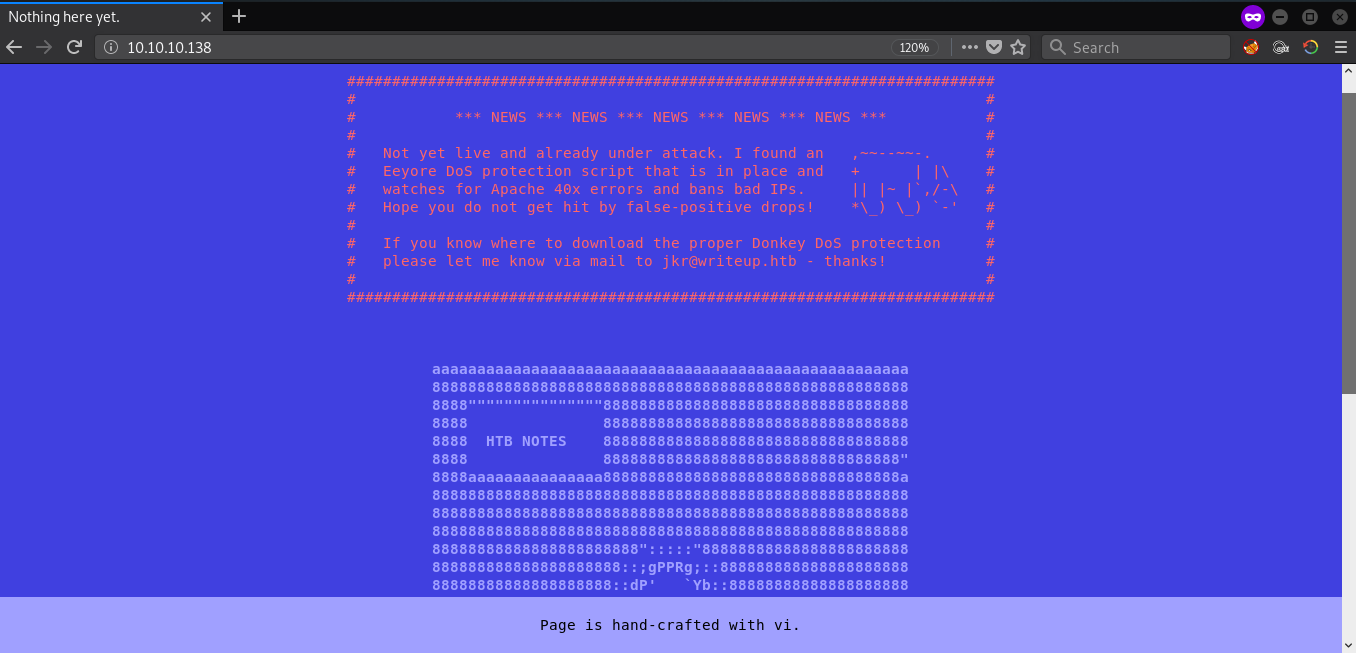 Nothing here yet.
10.10.10.138
120%
Search
########################################################################
#                                                                      #
#           *** NEWS *** NEWS *** NEWS *** NEWS *** NEWS ***           #
#                                                                      #
#   Not yet live and already under attack. I found an   ,~~--~~-.      #
#   Eeyore DoS protection script that is in place and   +      | |\    #
#   watches for Apache 40x errors and bans bad IPs.     || |~ |`,/-\   #
#   Hope you do not get hit by false-positive drops!    *\_) \_) `-'   #
#                                                                      #
#   If you know where to download the proper Donkey DoS protection     #
#   please let me know via mail to jkr@writeup.htb - thanks!           #
#                                                                      #
########################################################################
aaaaaaaaaaaaaaaaaaaaaaaaaaaaaaaaaaaaaaaaaaaaaaaaaaaaa
88888888888888888888888888888888888888888888888888888
8888"""""""""""""""8888888888888888888888888888888888
8888               8888888888888888888888888888888888
8888  HTB NOTES    8888888888888888888888888888888888
8888               888888888888888888888888888888888"
8888aaaaaaaaaaaaaaa888888888888888888888888888888888a
88888888888888888888888888888888888888888888888888888
88888888888888888888888888888888888888888888888888888
88888888888888888888888888888888888888888888888888888
88888888888888888888888":::::"88888888888888888888888
888888888888888888888::;gPPRg;::888888888888888888888
88888888888888888888::dP'   `Yb::88888888888888888888
Page is hand-crafted with vi.